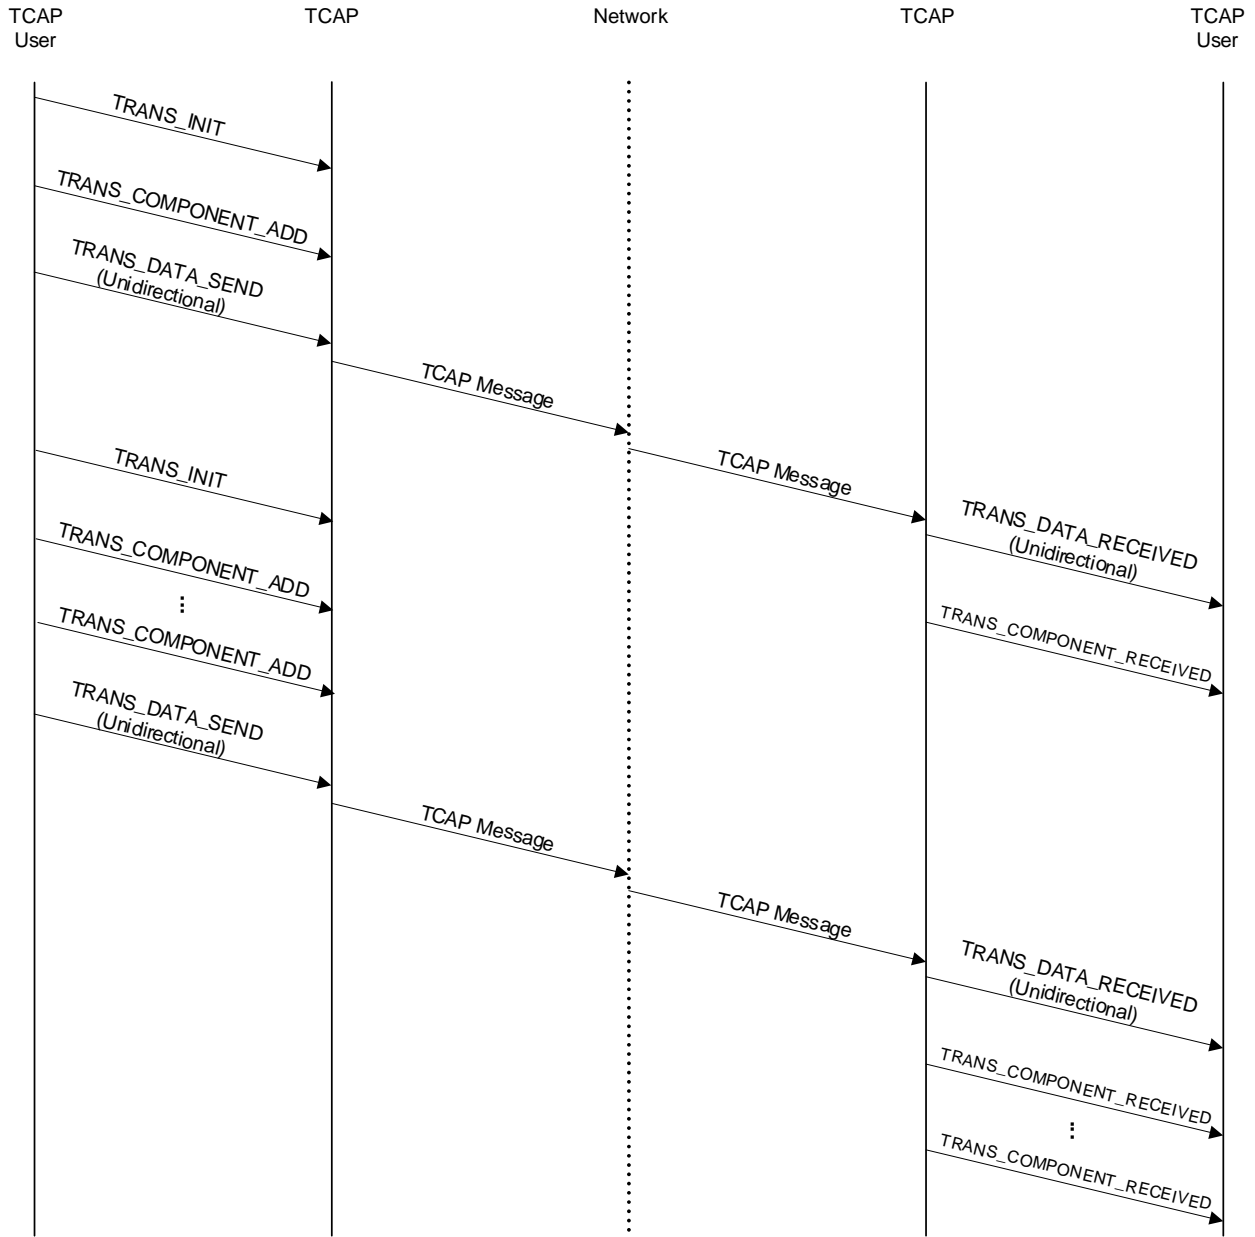 TCAP
User
TCAP
Network
TCAP
TCAP
User
TRANS_INIT
TRANS_COMPONENT_ADD
TRANS_DATA_SEND
(Unidirectional)
TCAP Message
TRANS_INIT
TCAP Message
TRANS_DATA_RECEIVED
(Unidirectional)
TRANS_COMPONENT_ADD
...
TRANS_COMPONENT_ADD
TRANS_COMPONENT_RECEIVED
TRANS_DATA_SEND
(Unidirectional)
TCAP Message
TCAP Message
TRANS_DATA_RECEIVED
(Unidirectional)
TRANS_COMPONENT_RECEIVED
...
TRANS_COMPONENT_RECEIVED